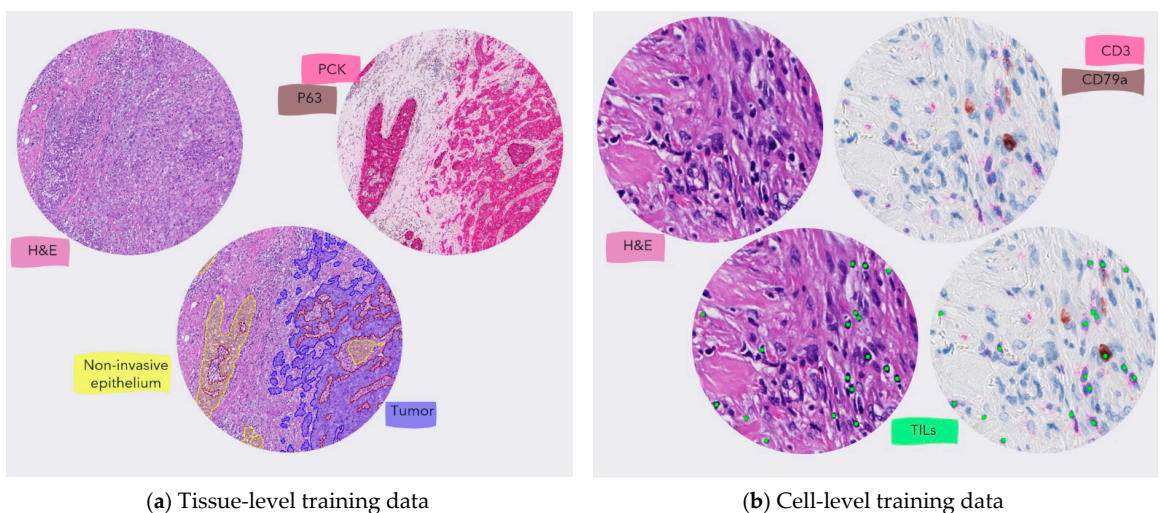 PCK
P63
H&E
Non-invasive
epithelium
Tumor
(a) Tissue-level training data
CD3
CD79a
H&E
TILs
(b) Cell-level training data